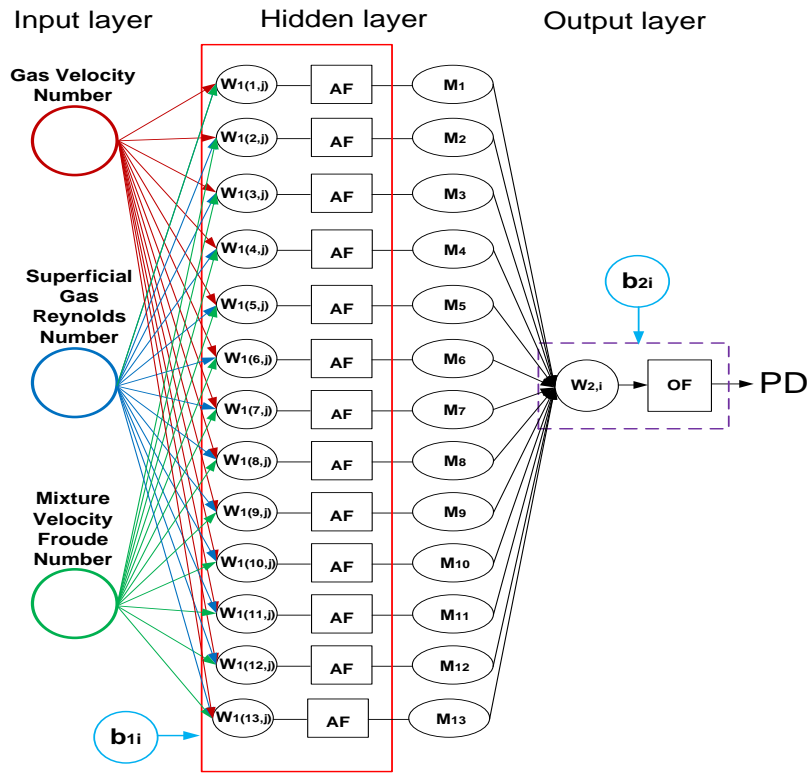 Input layer
Hidden layer
Output layer
Gas Velocity
Number
Superficial
Gas
Reynolds
Number
Mixture
Velocity
Froude
Number
b1i
W1(1,j) AF M1
W1(2,j) AF M2
W1(3,j) AF M3
W1(4,j) AF M4
W1(5,j) AF M5
W1(6,j) AF M6
W1(7,j) AF M7
W1(8,j) AF M8
W1(9,j) AF M9
W1(10,j) AF M10
W1(11,j) AF M11
W1(12,j) AF M12
W1(13,j) AF M13
b2i
W2,i OF PD